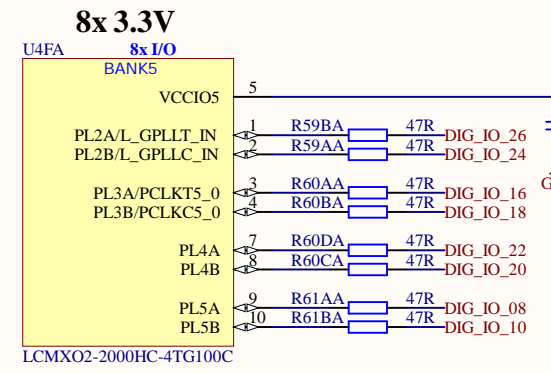 8x 3.3V
U4FA 8x I/O
BANK5
VCCIO5 5
PL2A/L_GPLLT_IN 1 R59BA 47R DIG_IO_26
PL2B/L_GPLLC_IN 2 R59AA 47R DIG_IO_24
PL3A/PCLKT5_0 3 R60AA 47R DIG_IO_16
PL3B/PCLKC5_0 4 R60BA 47R DIG_IO_18
PL4A 7 R60DA 47R DIG_IO_22
PL4B 8 R60CA 47R DIG_IO_20
PL5A 9 R61AA 47R DIG_IO_08
PL5B 10 R61BA 47R DIG_IO_10
LCMXO2-2000HC-4TG100C